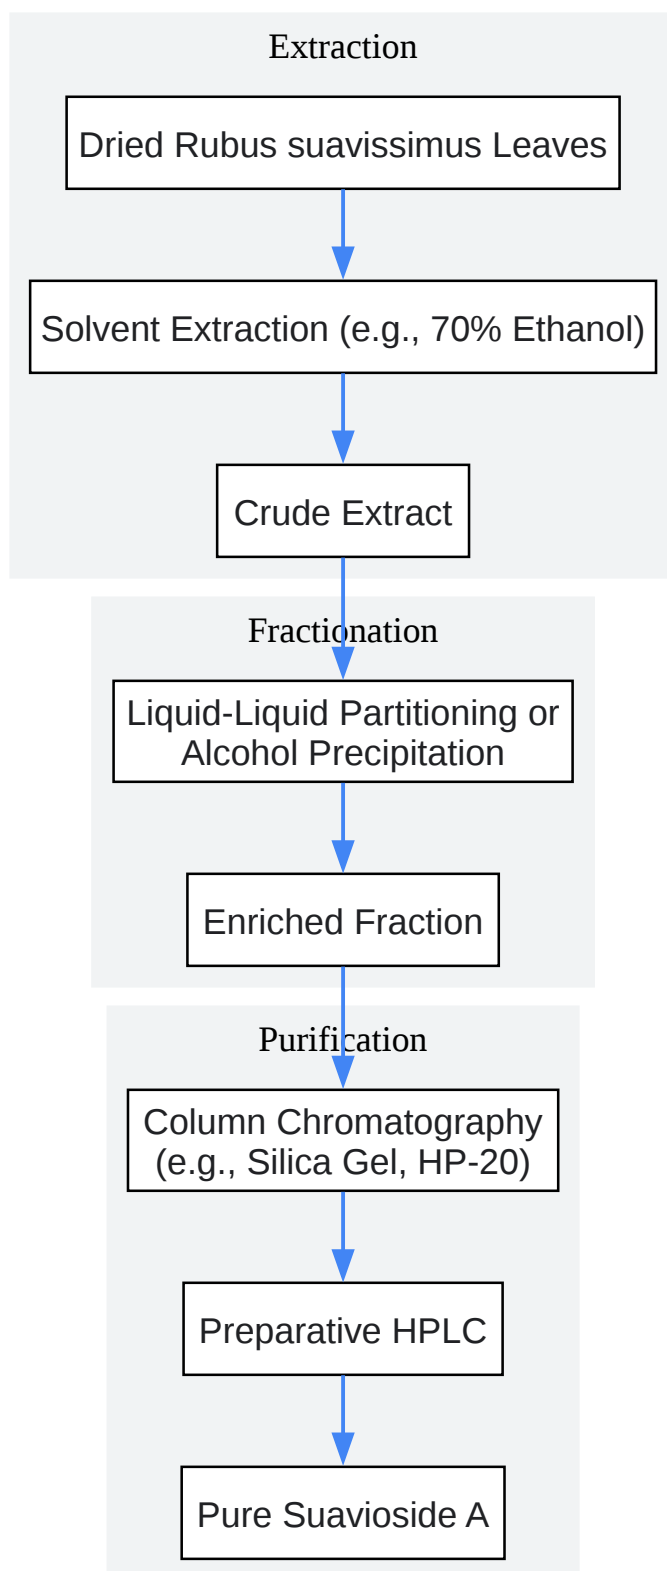 Extraction
Dried Rubus suavissimus Leaves
Solvent Extraction (e.g., 70% Ethanol)
Crude Extract
Fractionation
Liquid-Liquid Partitioning or
Alcohol Precipitation
Enriched Fraction
Purification
Column Chromatography
(e.g., Silica Gel, HP-20)
Preparative HPLC
Pure Suavioside A